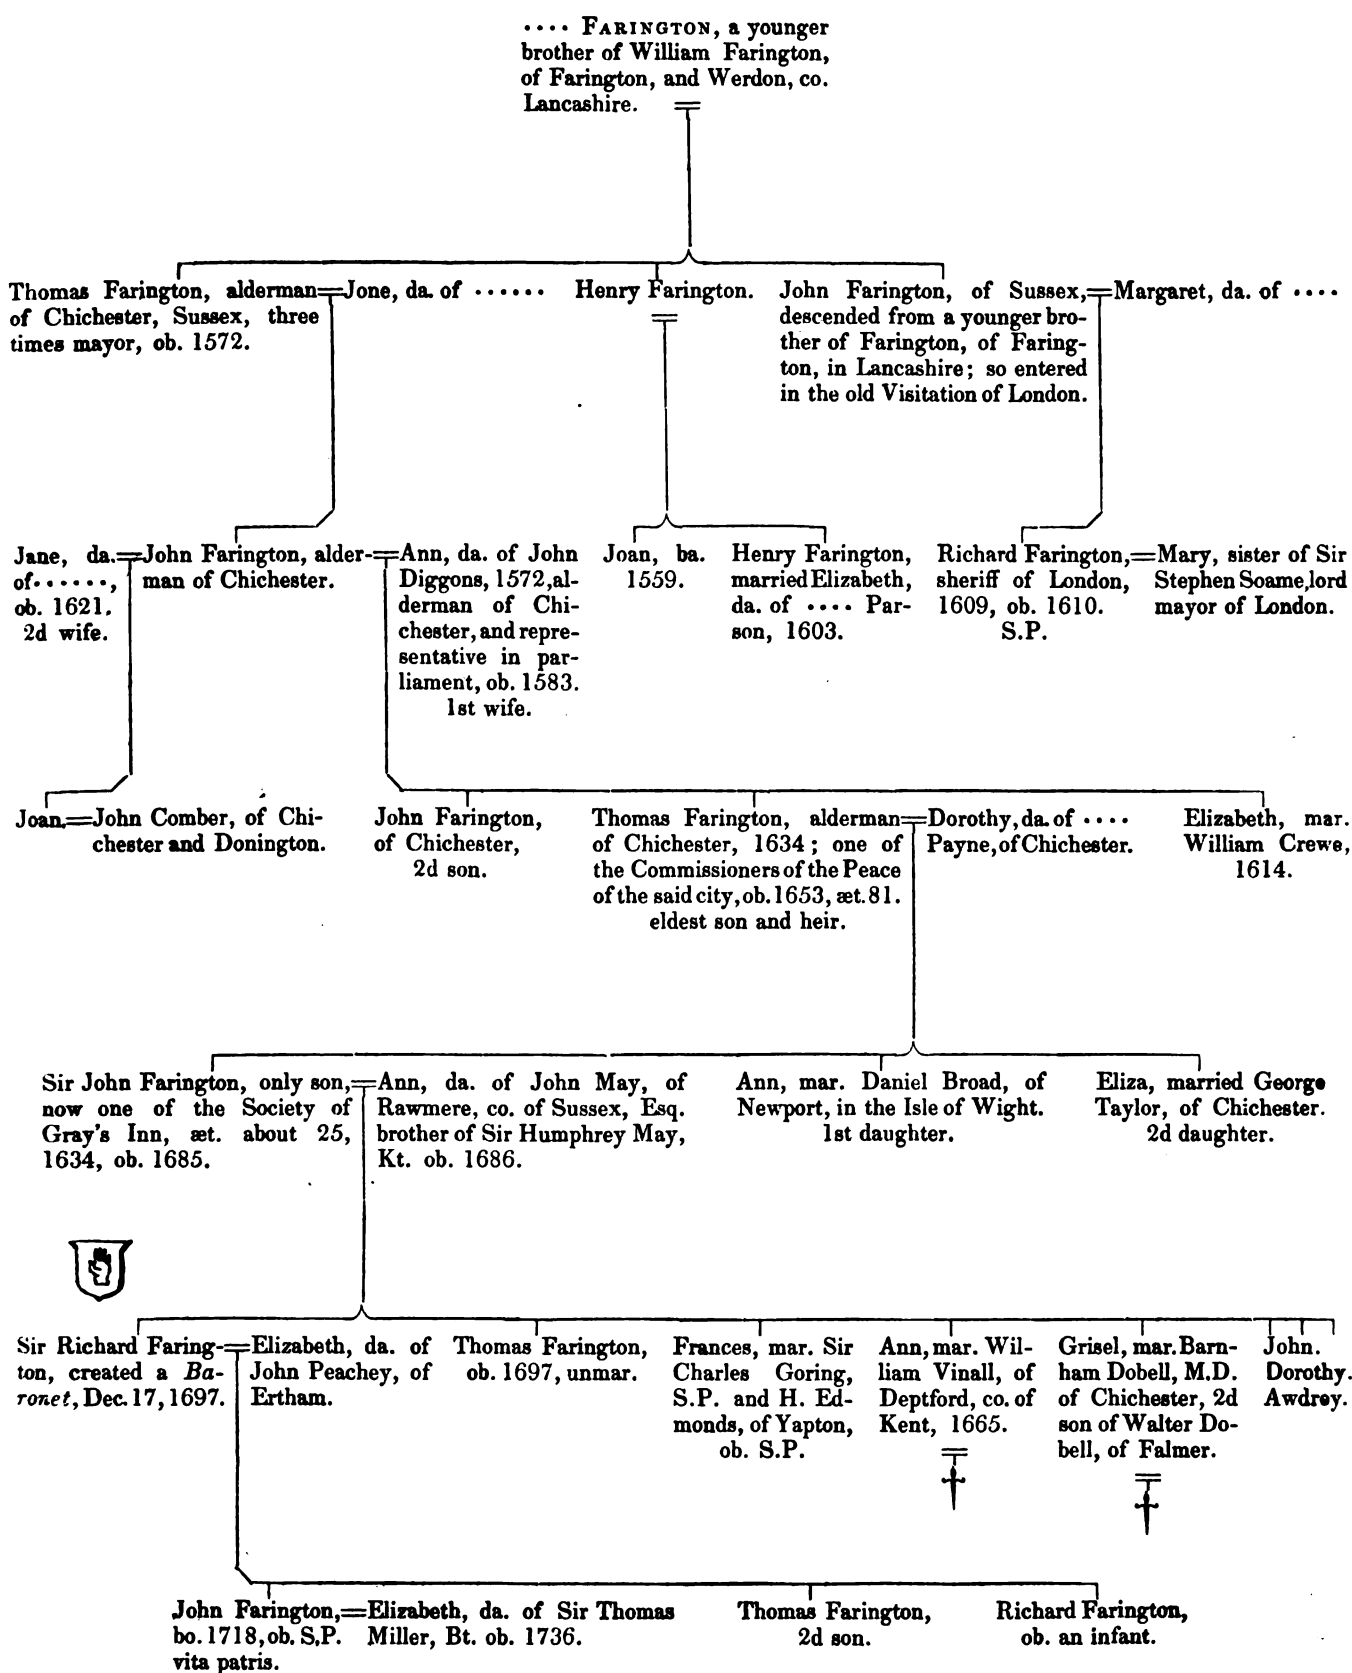 ···· FARINGTON, a younger
brother of William Farington,
of Farington, and Werdon, co.
Lancashire.
Thomas Farington, alderman
of Chichester, Sussex, three
times mayor, ob. 1572.
Jone, da. of ······
Henry Farington.
John Farington, of Sussex,
descended from a younger bro-
ther of Farington, of Faring-
ton, in Lancashire; so entered
in the old Visitation of London.
Margaret, da. of ····
Jane, da.
of ······,
ob. 1621.
2d wife.
John Farington, alder-
man of Chichester.
Ann, da. of John
Diggons, 1572, al-
derman of Chi-
chester, and repre-
sentative in par-
liament, ob. 1583.
1st wife.
Joan, ba.
1559.
Henry Farington,
married Elizabeth,
da. of ···· Par-
son, 1603.
Richard Farington,
sheriff of London,
1609, ob. 1610.
S.P.
Mary, sister of Sir
Stephen Soame, lord
mayor of London.
Joan.
John Comber, of Chi-
chester and Donington.
John Farington,
of Chichester,
2d son.
Thomas Farington, alderman
of Chichester, 1634; one of
the Commissioners of the Peace
of the said city, ob. 1653, æt. 81.
eldest son and heir.
Dorothy, da. of ····
Payne, of Chichester.
Elizabeth, mar.
William Crewe,
1614.
Sir John Farington, only son,
now one of the Society of
Gray's Inn, æt. about 25,
1634, ob. 1685.
Ann, da. of John May, of
Rawmere, co. of Sussex, Esq.
brother of Sir Humphrey May,
Kt. ob. 1686.
Ann, mar. Daniel Broad, of
Newport, in the Isle of Wight.
1st daughter.
Eliza, married George
Taylor, of Chichester.
2d daughter.
Sir Richard Faring-
ton, created a Ba-
ronet, Dec. 17, 1697.
Elizabeth, da. of
John Peachey, of
Ertham.
Thomas Farington,
ob. 1697, unmar.
Frances, mar. Sir
Charles Goring,
S.P. and H. Ed-
monds, of Yapton,
ob. S.P.
Ann, mar. Wil-
liam Vinall, of
Deptford, co. of
Kent, 1665.
Grisel, mar. Barn-
ham Dobell, M.D.
of Chichester, 2d
son of Walter Do-
bell, of Falmer.
John.
Dorothy.
Awdrey.
John Farington,
bo. 1718, ob. S.P.
vita patris.
Elizabeth, da. of Sir Thomas
Miller, Bt. ob. 1736.
Thomas Farington,
2d son.
Richard Farington,
ob. an infant.